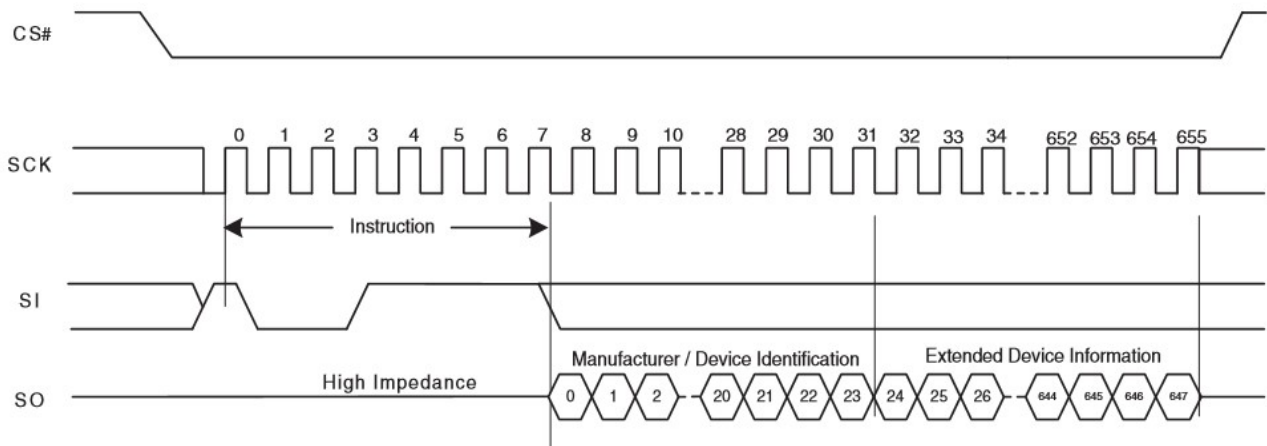 CS#
0 1 2 3 4 5 6 7 8 9 10 28 29 30 31 32 33 34 652 653 654 655
SCK
Instruction
SI
Manufacturer / Device Identification Extended Device Information
High Impedance
SO 0 1 2 20 21 22 23 24 25 26 644 645 646 647